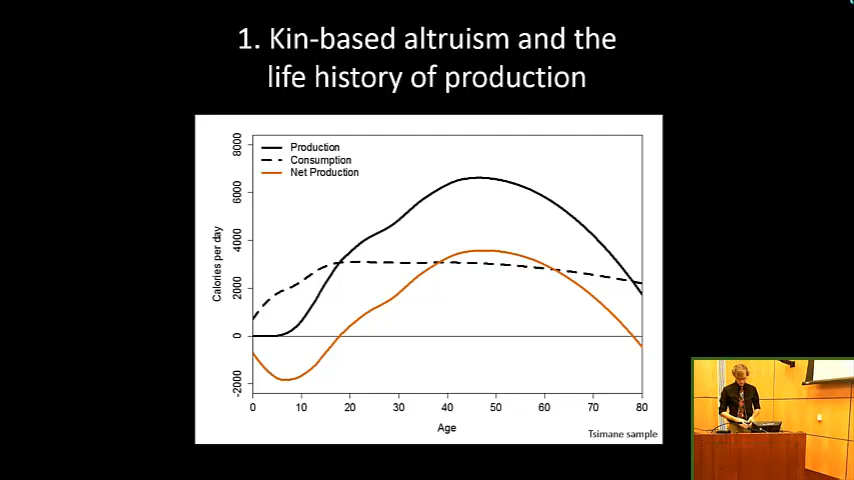 1. Kin-based altruism and the
life history of production
Production
Consumption
Net Production
8000
6000
4000
2000
0
-2000
Calories per day
0 10 20 30 40 50 60 70 80
Age
Tsimane sample